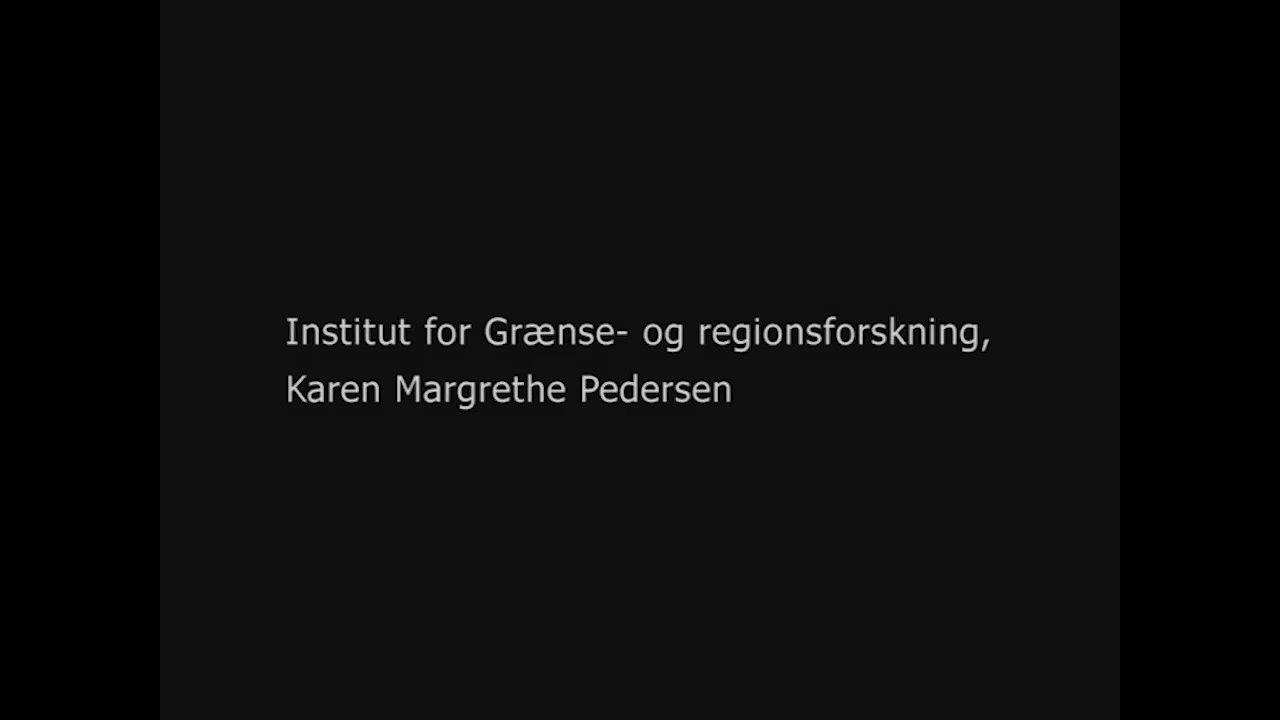 Institut for Grænse- og regionsforskning,
Karen Margrethe Pedersen